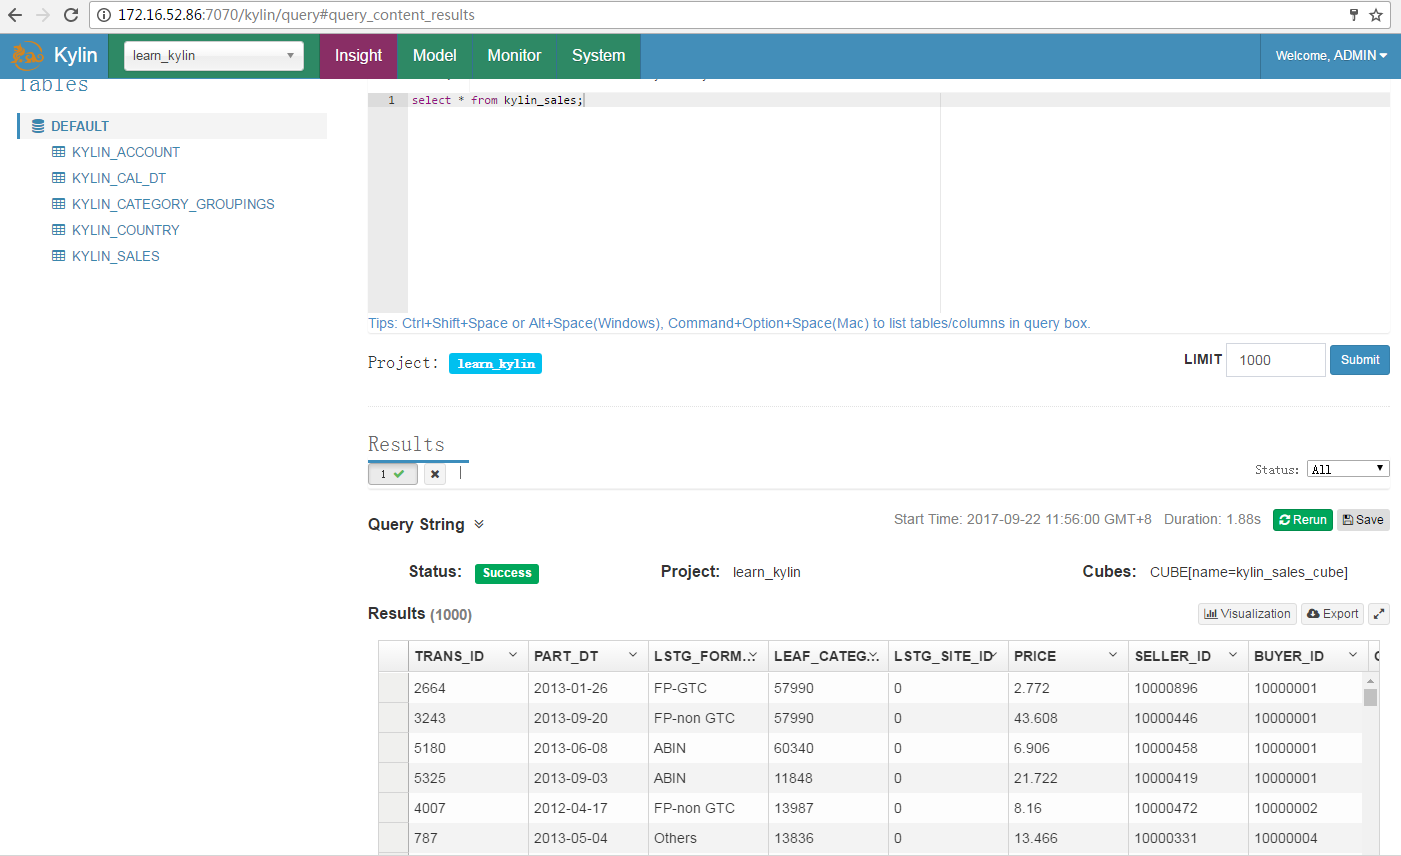 172.16.52.86:7070/kylin/query#query_content_results
Kylin learn_kylin Insight Model Monitor System Welcome, ADMIN
Tables
DEFAULT
KYLIN_ACCOUNT
KYLIN_CAL_DT
KYLIN_CATEGORY_GROUPINGS
KYLIN_COUNTRY
KYLIN_SALES
1 select * from kylin_sales;
Tips: Ctrl+Shift+Space or Alt+Space(Windows), Command+Option+Space(Mac) to list tables/columns in query box.
Project: learn_kylin LIMIT 1000 Submit
Results
1 Status: All
Query String Start Time: 2017-09-22 11:56:00 GMT+8 Duration: 1.88s Rerun Save
Status: Success Project: learn_kylin Cubes: CUBE[name=kylin_sales_cube]
Results (1000) Visualization Export
TRANS_ID PART_DT LSTG_FORM... LEAF_CATEG... LSTG_SITE_ID PRICE SELLER_ID BUYER_ID
2664 2013-01-26 FP-GTC 57990 0 2.772 10000896 10000001
3243 2013-09-20 FP-non GTC 57990 0 43.608 10000446 10000001
5180 2013-06-08 ABIN 60340 0 6.906 10000458 10000001
5325 2013-09-03 ABIN 11848 0 21.722 10000419 10000001
4007 2012-04-17 FP-non GTC 13987 0 8.16 10000472 10000002
787 2013-05-04 Others 13836 0 13.466 10000331 10000004